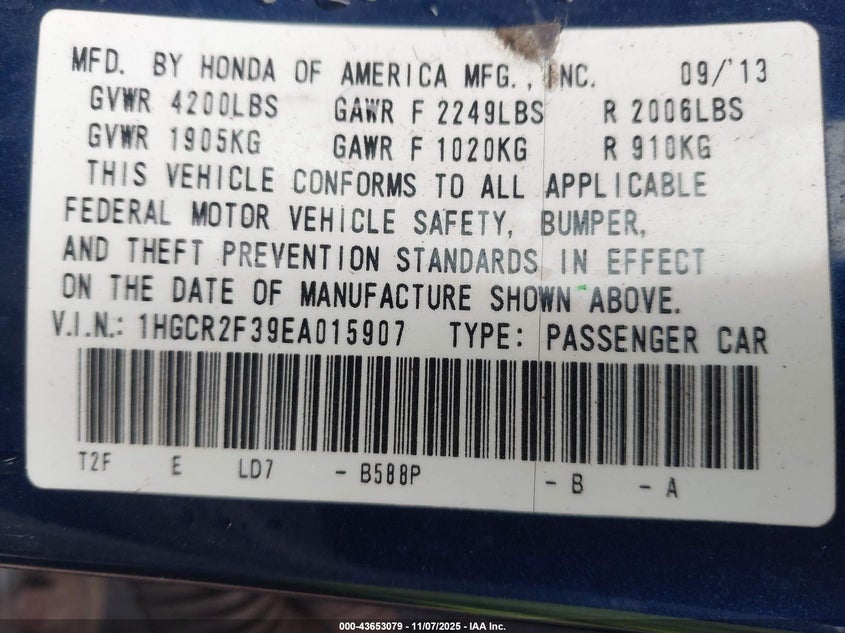 MFD. BY HONDA OF AMERICA MFG., INC. 09/'13
GVWR 4200LBS GAWR F 2249LBS R 2006LBS
GVWR 1905KG GAWR F 1020KG R 910KG
THIS VEHICLE CONFORMS TO ALL APPLICABLE
FEDERAL MOTOR VEHICLE SAFETY, BUMPER,
AND THEFT PREVENTION STANDARDS IN EFFECT
ON THE DATE OF MANUFACTURE SHOWN ABOVE.
V.I.N.: 1HGCR2F39EA015907 TYPE: PASSENGER CAR
T2F E LD7 - B588P - B - A
000-43653079 - 11/07/2025 - IAA Inc.